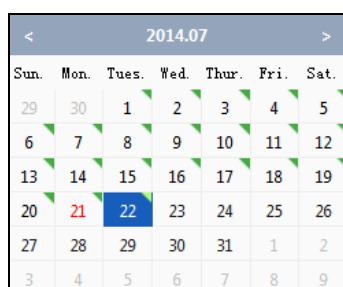 < 2014.07 >
Sun. Mon. Tues. Wed. Thur. Fri. Sat.
29 30 1 2 3 4 5
6 7 8 9 10 11 12
13 14 15 16 17 18 19
20 21 22 23 24 25 26
27 28 29 30 31 1 2
3 4 5 6 7 8 9